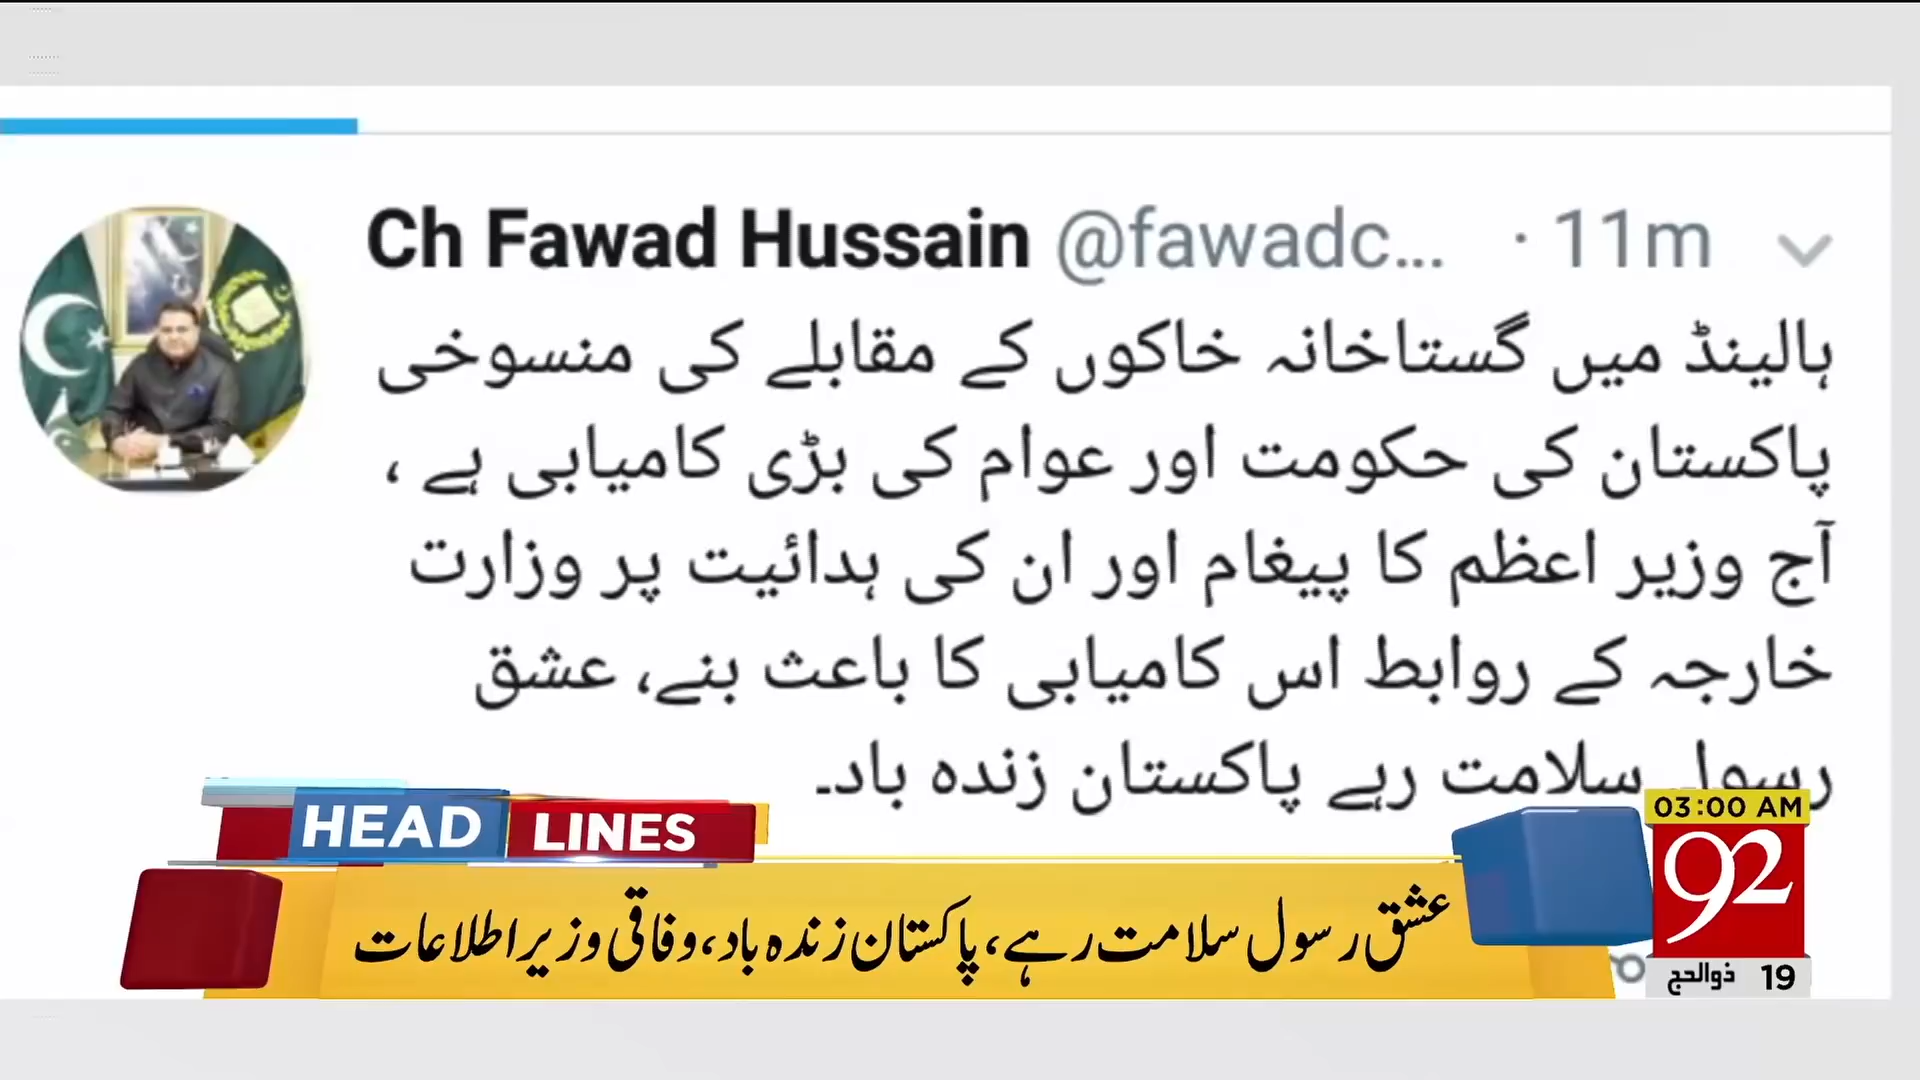 Ch Fawad Hussain @fawadc... · 11m
ہالینڈ میں گستاخانہ خاکوں کے مقابلے کی منسوخی
پاکستان کی حکومت اور عوام کی بڑی کامیابی ہے ،
آج وزیر اعظم کا پیغام اور ان کی ہدائیت پر وزارت
خارجہ کے روابط اس کامیابی کا باعث بنے، عشق
رسول سلامت رہے پاکستان زندہ باد۔
HEAD LINES
03:00 AM
92
عشق رسول سلامت رہے، پاکستان زندہ باد، وفاقی وزیر اطلاعات
19 ذوالحج